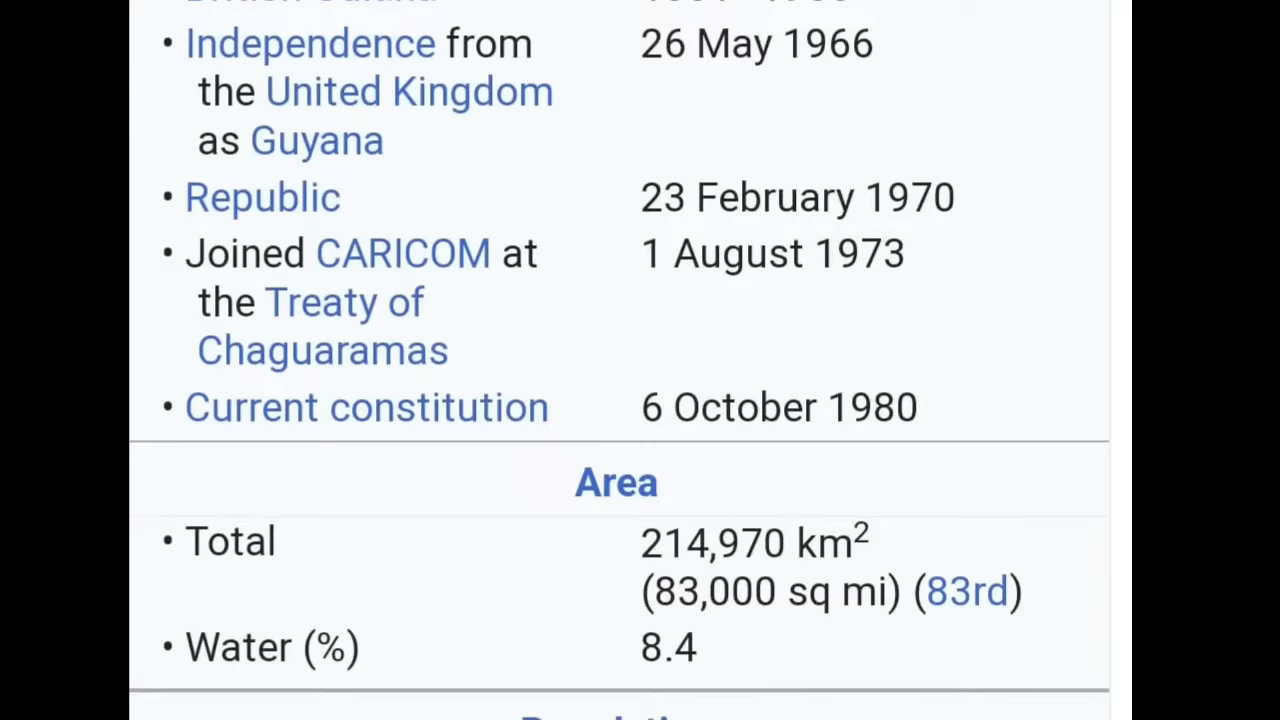 • Independence from 26 May 1966
the United Kingdom
as Guyana
• Republic 23 February 1970
• Joined CARICOM at 1 August 1973
the Treaty of
Chaguaramas
• Current constitution 6 October 1980
Area
• Total 214,970 km²
(83,000 sq mi) (83rd)
• Water (%) 8.4